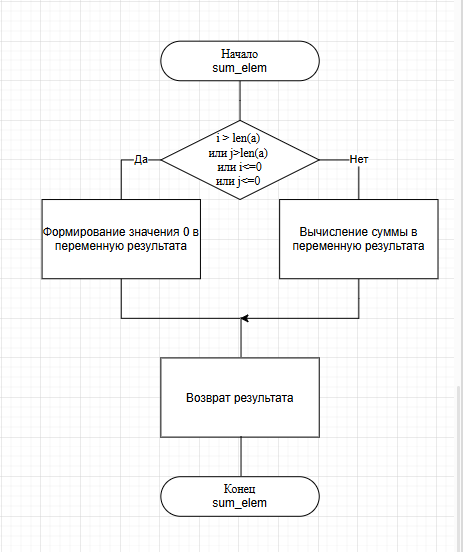 Начало
sum_elem
i > len(a)
или j>len(a)
или i<=0
или j<=0
Да
Нет
Формирование значения 0 в
переменную результата
Вычисление суммы в
переменную результата
Возврат результата
Конец
sum_elem